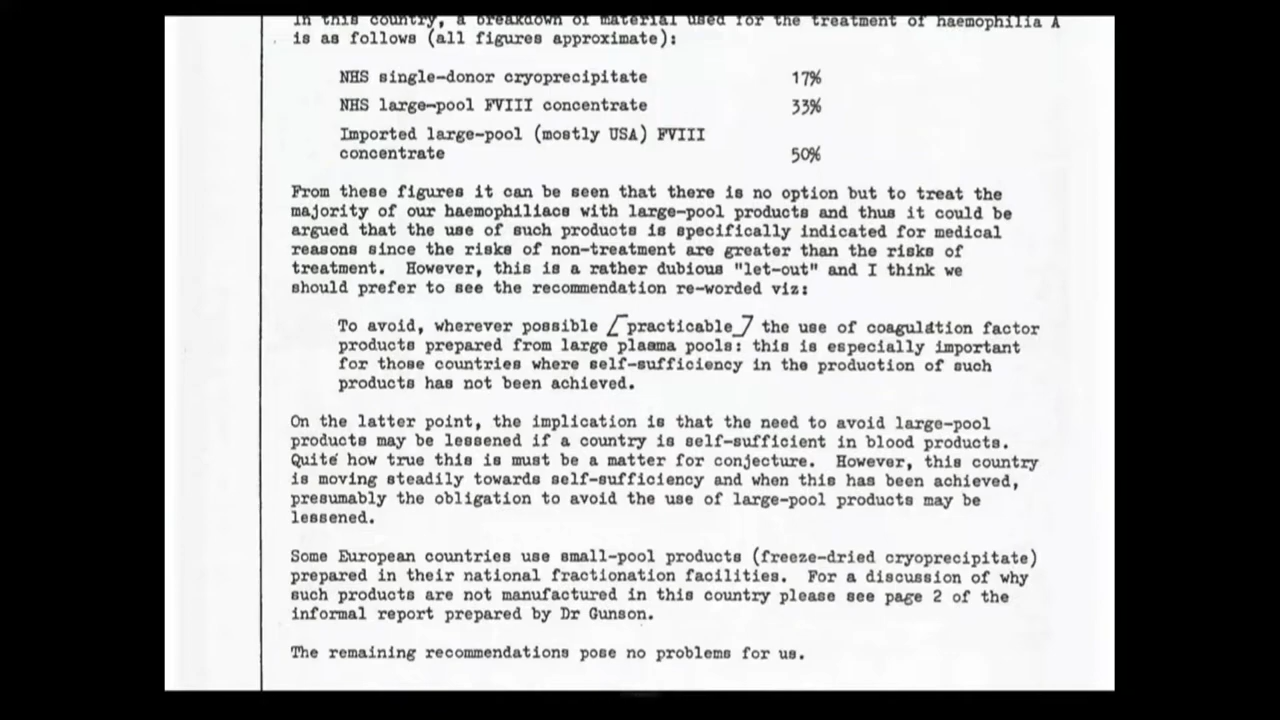 In this country, a breakdown of material used for the treatment of haemophilia A
is as follows (all figures approximate):
NHS single-donor cryoprecipitate 17%
NHS large-pool FVIII concentrate 33%
Imported large-pool (mostly USA) FVIII
concentrate 50%
From these figures it can be seen that there is no option but to treat the
majority of our haemophiliacs with large-pool products and thus it could be
argued that the use of such products is specifically indicated for medical
reasons since the risks of non-treatment are greater than the risks of
treatment. However, this is a rather dubious "let-out" and I think we
should prefer to see the recommendation re-worded viz:
To avoid, wherever possible [practicable] the use of coagulation factor
products prepared from large plasma pools: this is especially important
for those countries where self-sufficiency in the production of such
products has not been achieved.
On the latter point, the implication is that the need to avoid large-pool
products may be lessened if a country is self-sufficient in blood products.
Quite how true this is must be a matter for conjecture. However, this country
is moving steadily towards self-sufficiency and when this has been achieved,
presumably the obligation to avoid the use of large-pool products may be
lessened.
Some European countries use small-pool products (freeze-dried cryoprecipitate)
prepared in their national fractionation facilities. For a discussion of why
such products are not manufactured in this country please see page 2 of the
informal report prepared by Dr Gunson.
The remaining recommendations pose no problems for us.